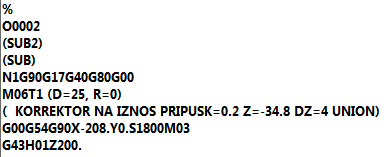 %
O0002
(SUB2)
(SUB)
N1G90G17G40G80G00
M06T1 (D=25, R=0)
(  KORREKTOR NA IZNOS PRIPUSK=0.2 Z=-34.8 DZ=4 UNION)
G00G54G90X-208.Y0.S1800M03
G43H01Z200.